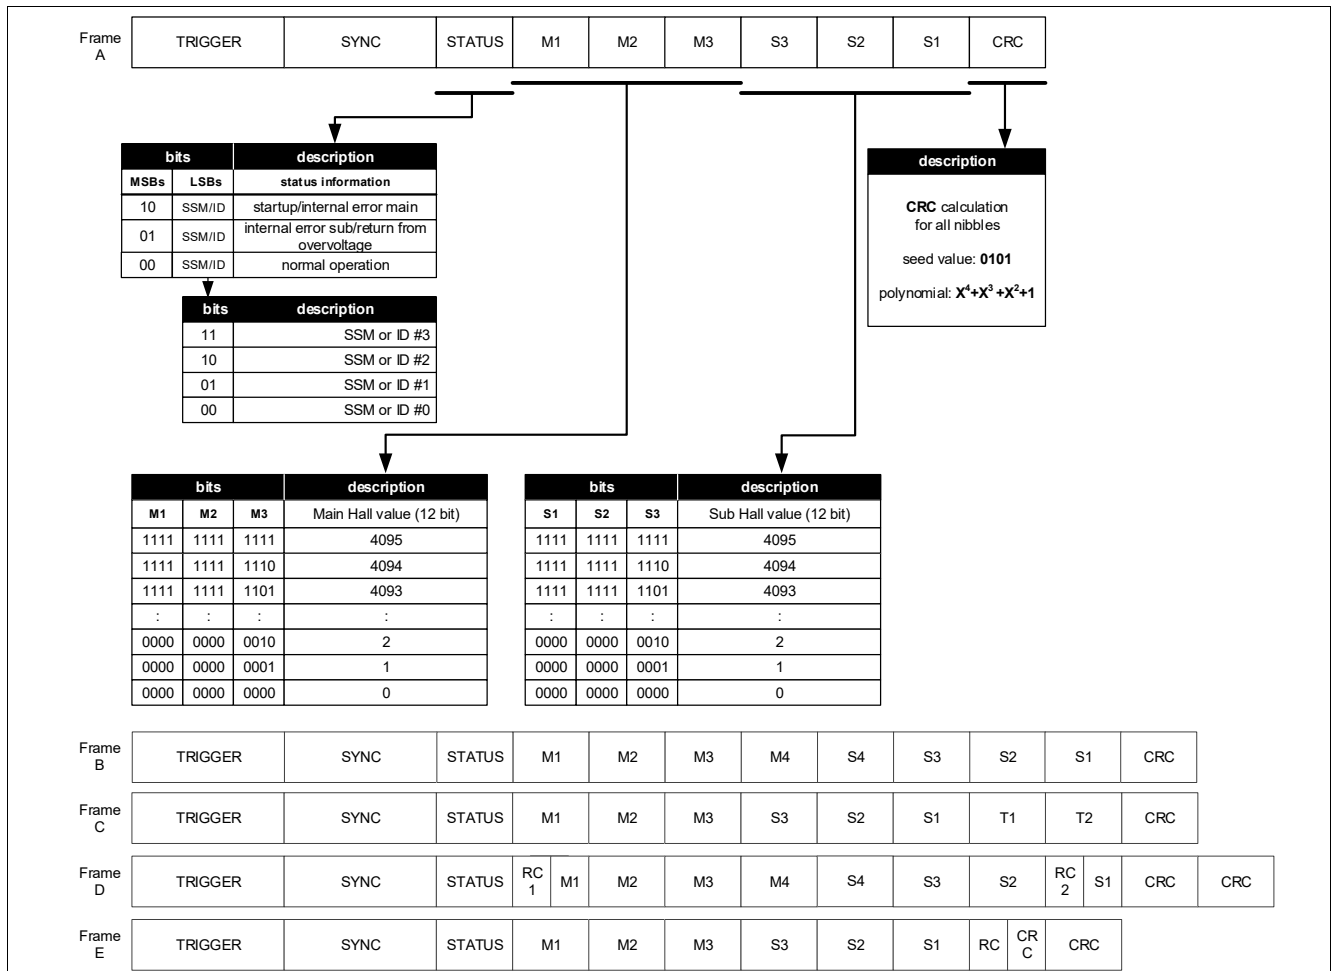 Frame A TRIGGER SYNC STATUS M1 M2 M3 S3 S2 S1 CRC
bits description
MSBs LSBs status information
10 SSM/ID startup/internal error main
01 SSM/ID internal error sub/return from overvoltage
00 SSM/ID normal operation
bits description
11 SSM or ID #3
10 SSM or ID #2
01 SSM or ID #1
00 SSM or ID #0
description
CRC calculation
for all nibbles
seed value: 0101
polynomial: X⁴+X³+X²+1
bits description
M1 M2 M3 Main Hall value (12 bit)
1111 1111 1111 4095
1111 1111 1110 4094
1111 1111 1101 4093
: : : :
0000 0000 0010 2
0000 0000 0001 1
0000 0000 0000 0
bits description
S1 S2 S3 Sub Hall value (12 bit)
1111 1111 1111 4095
1111 1111 1110 4094
1111 1111 1101 4093
: : : :
0000 0000 0010 2
0000 0000 0001 1
0000 0000 0000 0
Frame B TRIGGER SYNC STATUS M1 M2 M3 M4 S4 S3 S2 S1 CRC
Frame C TRIGGER SYNC STATUS M1 M2 M3 S3 S2 S1 T1 T2 CRC
Frame D TRIGGER SYNC STATUS RC 1 M1 M2 M3 M4 S4 S3 S2 RC 2 S1 CRC CRC
Frame E TRIGGER SYNC STATUS M1 M2 M3 S3 S2 S1 RC CR C CRC